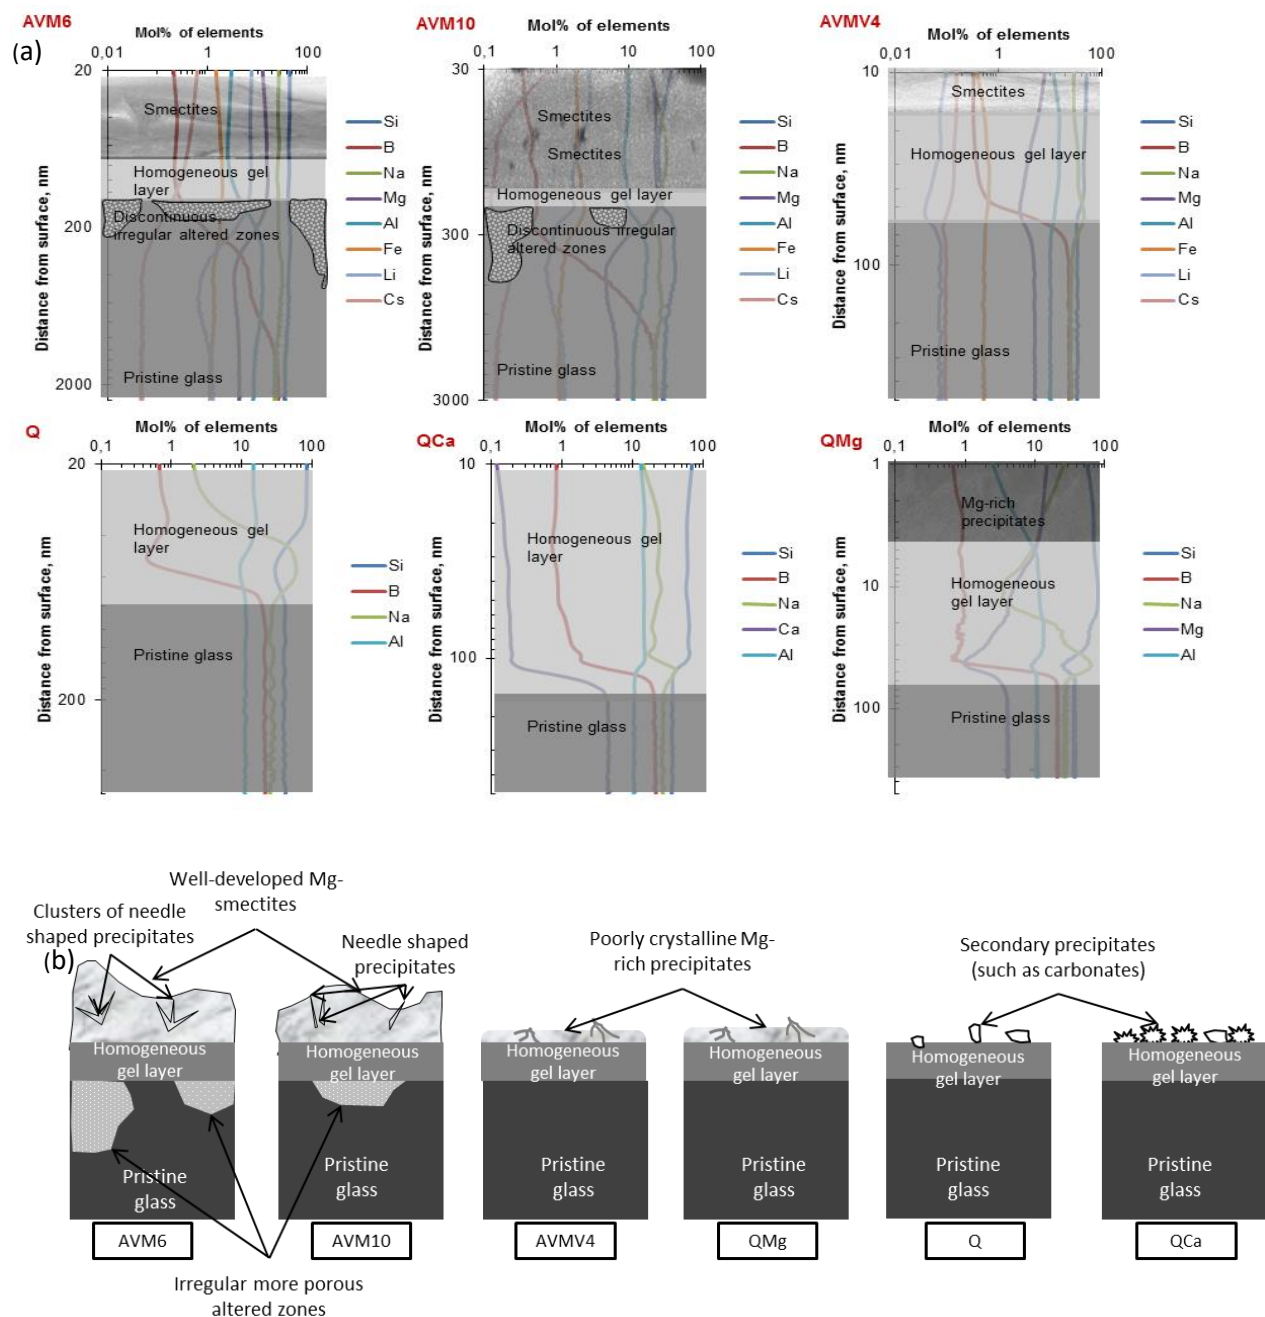 AVM6
(a)
Mol% of elements
0,01 1 100
20
200
2000
Distance from surface, nm
Smectites
Homogeneous gel
layer
Discontinuous
irregular altered zones
Pristine glass
Si
B
Na
Mg
Al
Fe
Li
Cs
AVM10
Mol% of elements
0,1 1 10 100
30
300
3000
Distance from surface, nm
Smectites
Smectites
Homogeneous gel layer
Discontinuous irregular
altered zones
Pristine glass
Si
B
Na
Mg
Al
Fe
Li
Cs
AVMV4
Mol% of elements
0,01 1 100
10
100
Distance from surface, nm
Smectites
Homogeneous gel layer
Pristine glass
Si
B
Na
Mg
Al
Fe
Li
Cs
Q
Mol% of elements
0,1 1 10 100
20
200
Distance from surface, nm
Homogeneous gel
layer
Pristine glass
Si
B
Na
Al
QCa
Mol% of elements
0, 1 10 100
10
100
Distance from surface, nm
Homogeneous gel
layer
Pristine glass
Si
B
Na
Ca
Al
QMg
Mol% of elements
0,1 1 10 100
1
10
100
Distance from surface, nm
Mg-rich
precipitates
Homogeneous
gel layer
Pristine glass
Si
B
Na
Mg
Al
(b)
Well-developed Mg-
smectites
Clusters of needle
shaped precipitates
Needle shaped
precipitates
Poorly crystalline Mg-
rich precipitates
Secondary precipitates
(such as carbonates)
Homogeneous
gel layer
Homogeneous
gel layer
Homogeneous
gel layer
Homogeneous
gel layer
Homogeneous
gel layer
Homogeneous
gel layer
Pristine
glass
Pristine
glass
Pristine
glass
Pristine
glass
Pristine
glass
Pristine
glass
AVM6
AVM10
AVMV4
QMg
Q
QCa
Irregular more porous
altered zones